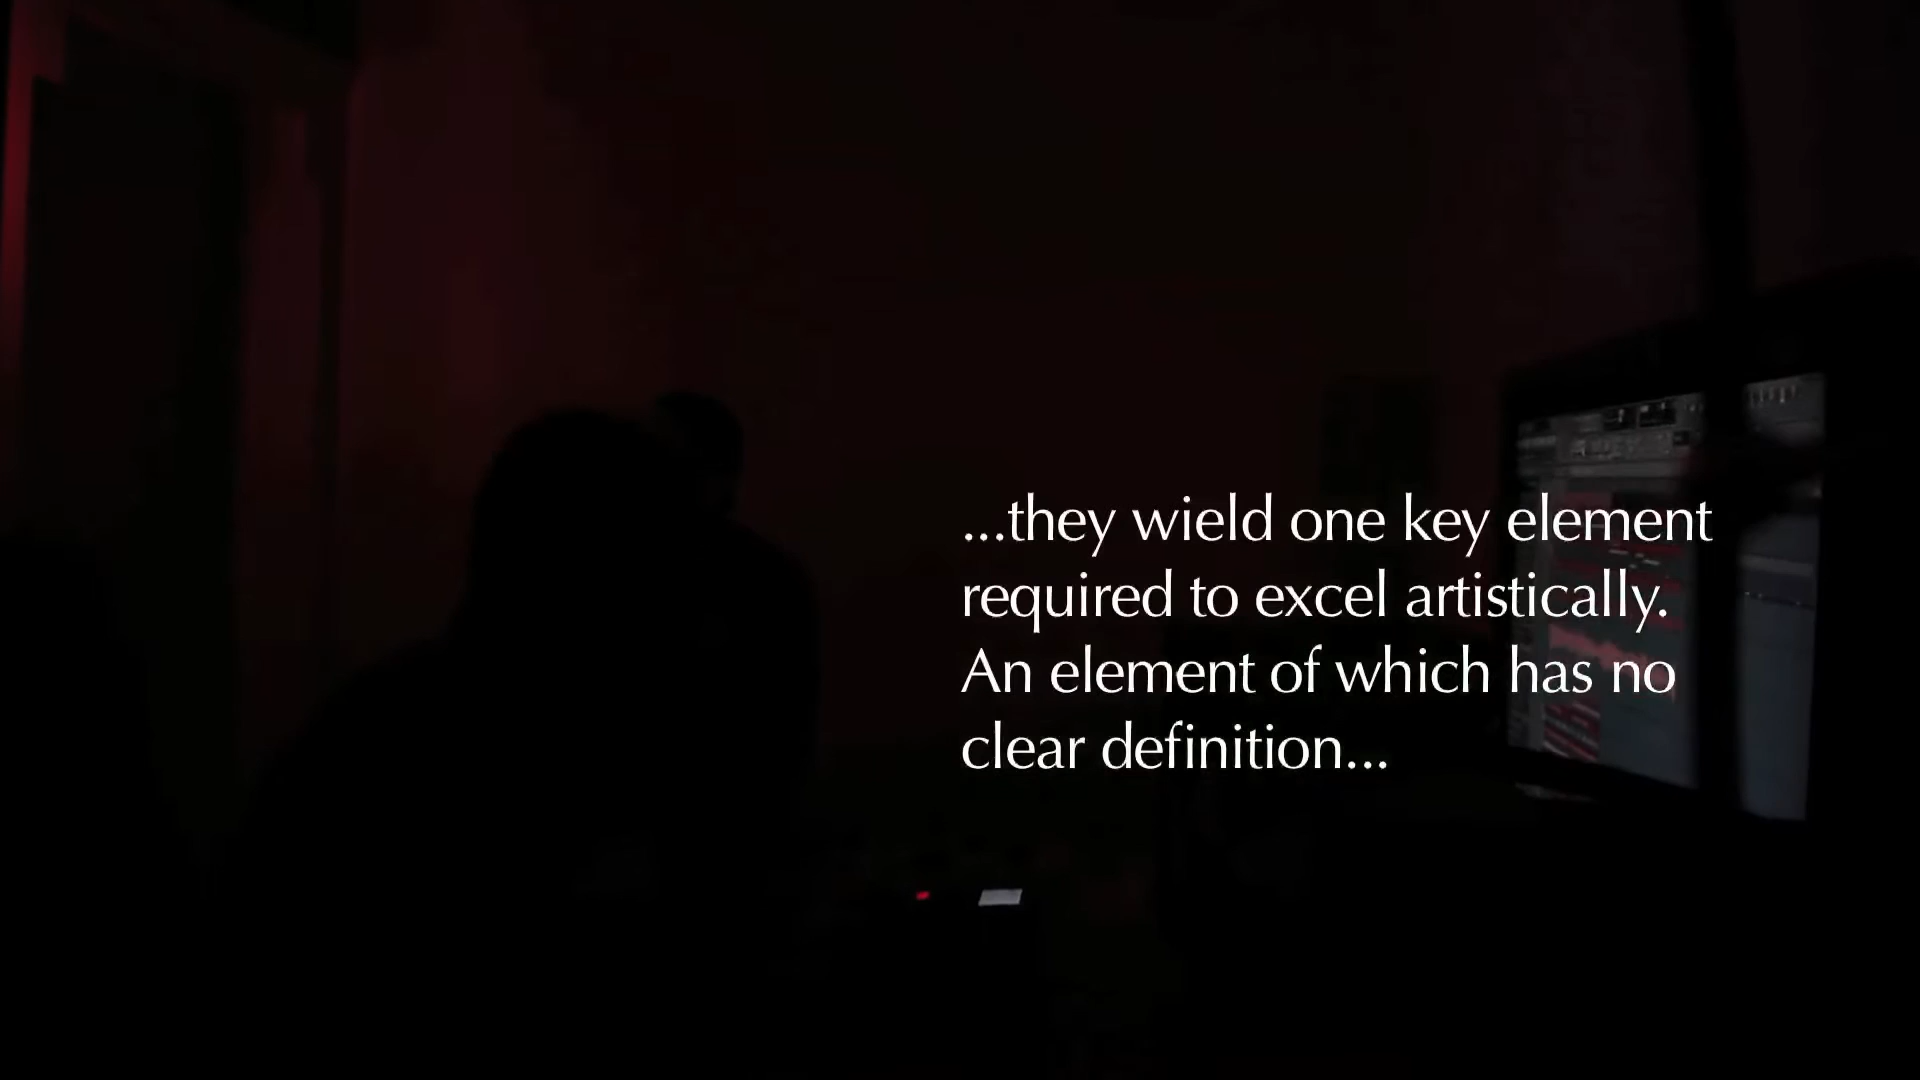 ...they wield one key element
required to excel artistically.
An element of which has no
clear definition...